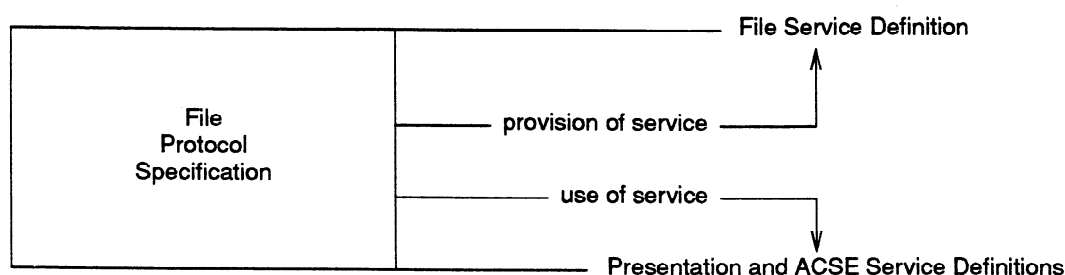 File Service Definition
File
Protocol
Specification
provision of service
use of service
Presentation and ACSE Service Definitions